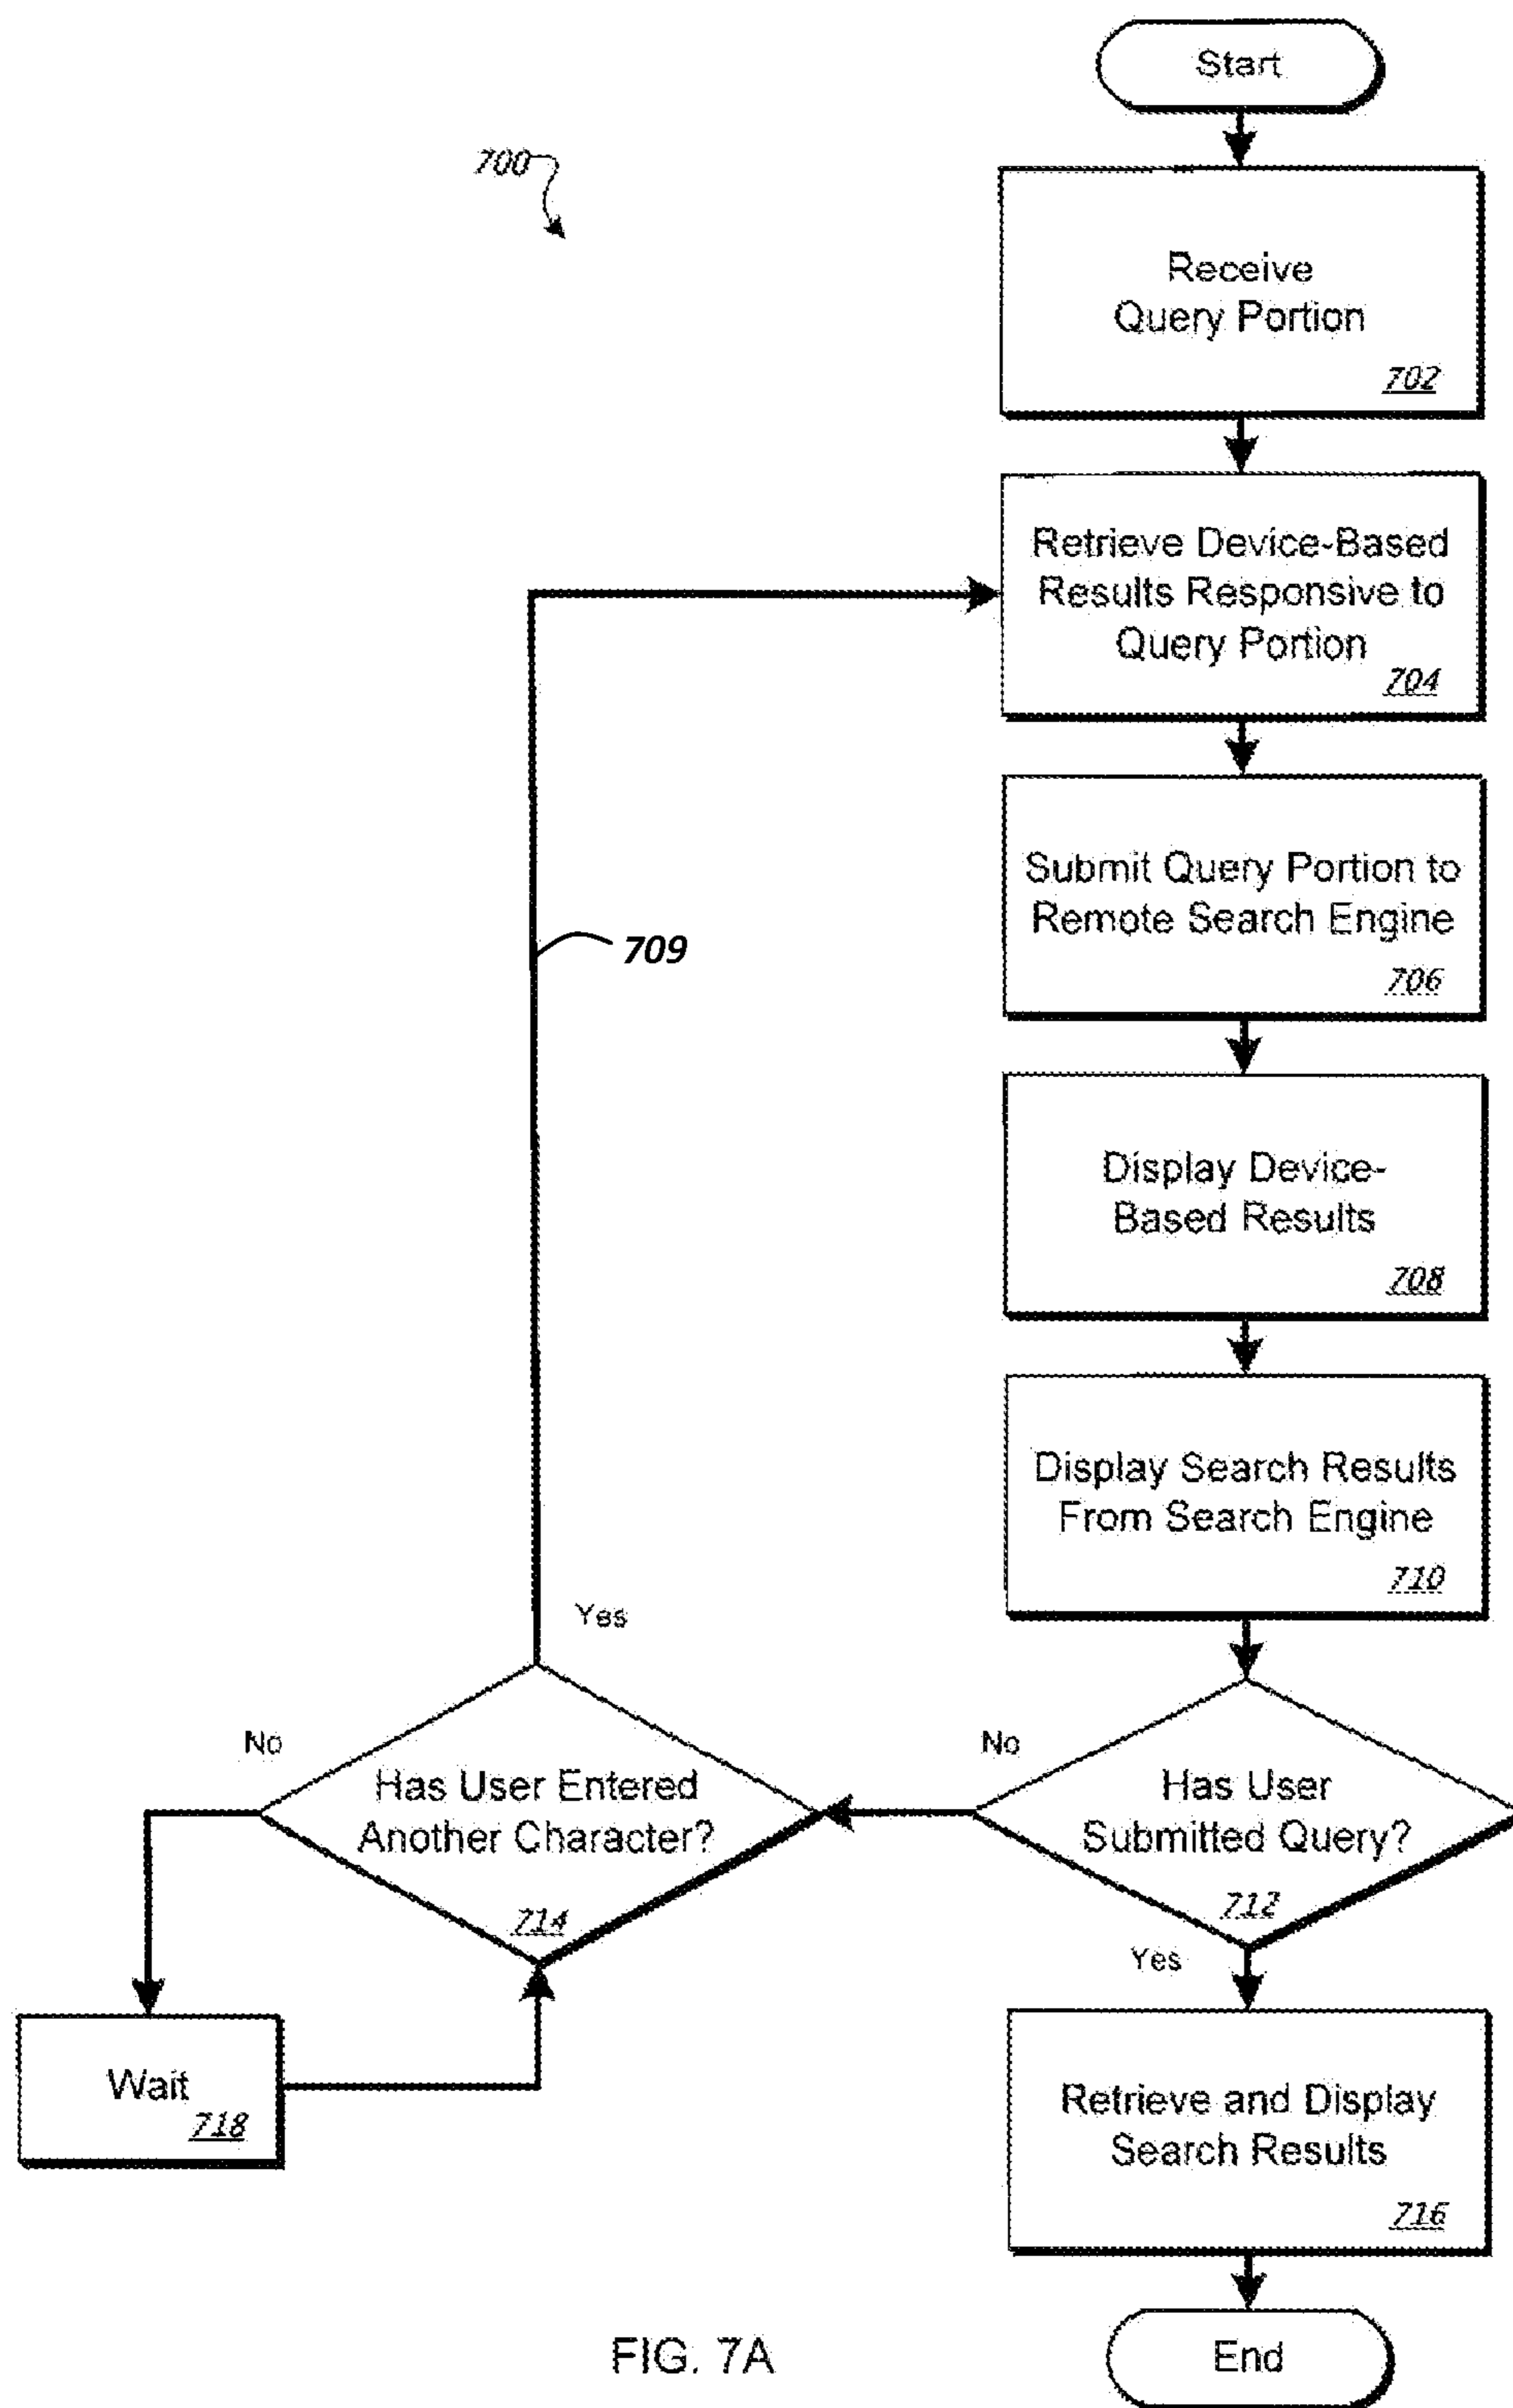 Start
700
Receive
Query Portion
702
Retrieve Device-Based
Results Responsive to
Query Portion
704
Submit Query Portion to
Remote Search Engine
706
709
Display Device-
Based Results
708
Display Search Results
From Search Engine
710
Yes
No
Has User Entered
Another Character?
714
No
Has User
Submitted Query?
712
Yes
Wait
718
Retrieve and Display
Search Results
716
End
FIG. 7A